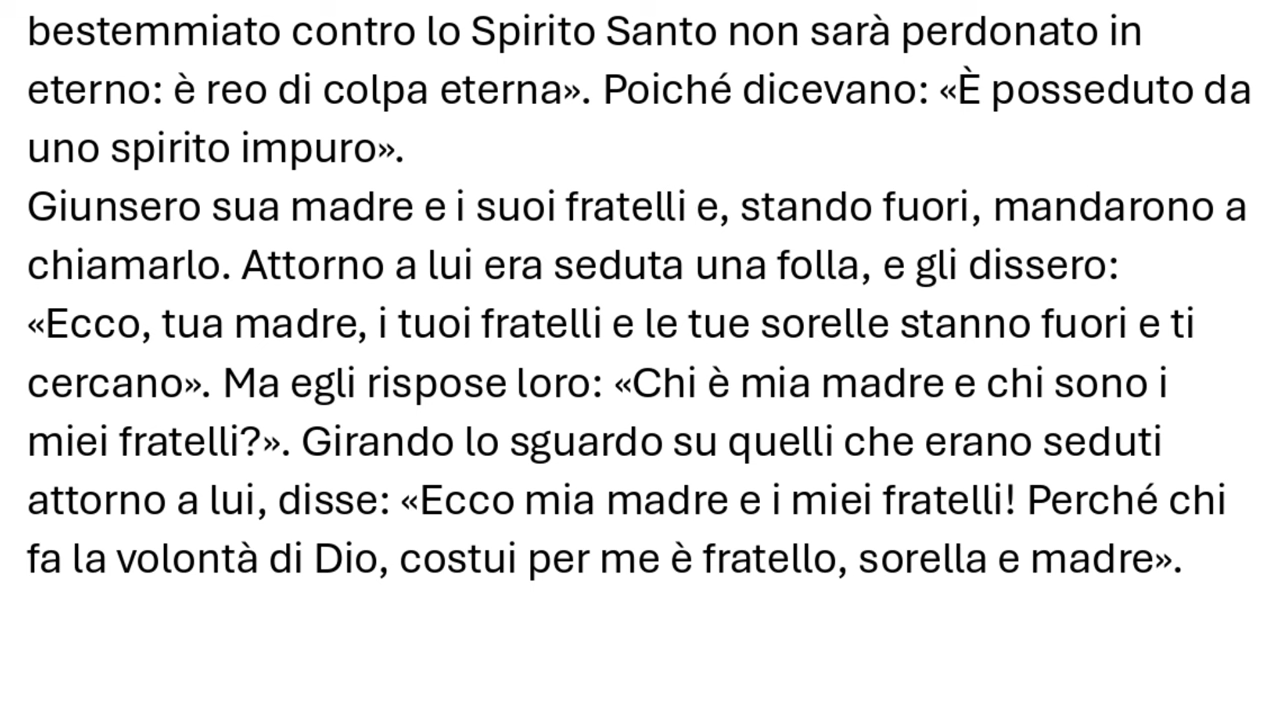 bestemmiato contro lo Spirito Santo non sarà perdonato in
eterno: è reo di colpa eterna». Poiché dicevano: «È posseduto da
uno spirito impuro».
Giunsero sua madre e i suoi fratelli e, stando fuori, mandarono a
chiamarlo. Attorno a lui era seduta una folla, e gli dissero:
«Ecco, tua madre, i tuoi fratelli e le tue sorelle stanno fuori e ti
cercano». Ma egli rispose loro: «Chi è mia madre e chi sono i
miei fratelli?». Girando lo sguardo su quelli che erano seduti
attorno a lui, disse: «Ecco mia madre e i miei fratelli! Perché chi
fa la volontà di Dio, costui per me è fratello, sorella e madre».